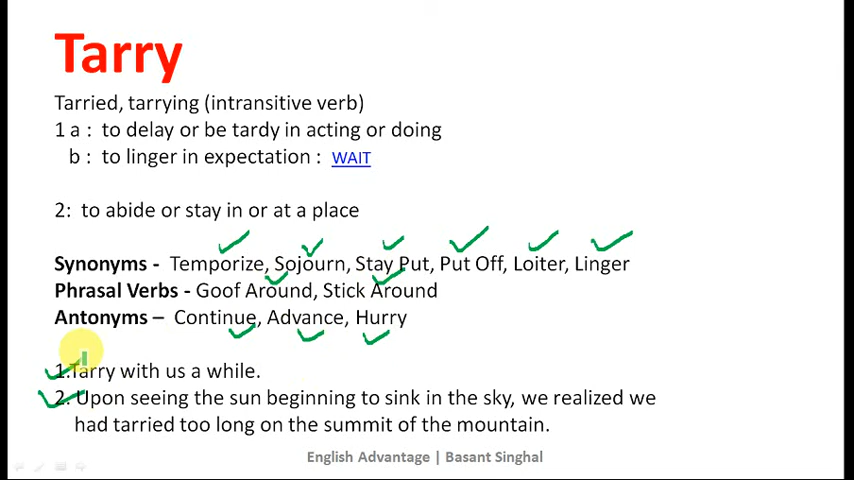 Tarry
Tarried, tarrying (intransitive verb)
1 a : to delay or be tardy in acting or doing
b : to linger in expectation : WAIT
2: to abide or stay in or at a place
Synonyms - Temporize, Sojourn, Stay Put, Put Off, Loiter, Linger
Phrasal Verbs - Goof Around, Stick Around
Antonyms – Continue, Advance, Hurry
1.Tarry with us a while.
2. Upon seeing the sun beginning to sink in the sky, we realized we
had tarried too long on the summit of the mountain.
English Advantage | Basant Singhal